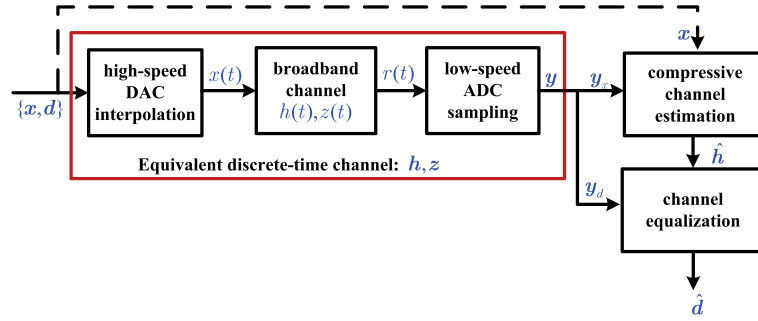 {x, d}
high-speed
DAC
interpolation
x(t)
broadband
channel
h(t), z(t)
r(t)
low-speed
ADC
sampling
y
Equivalent discrete-time channel: h, z
y_x
x
compressive
channel
estimation
ĥ
y_d
channel
equalization
d̂